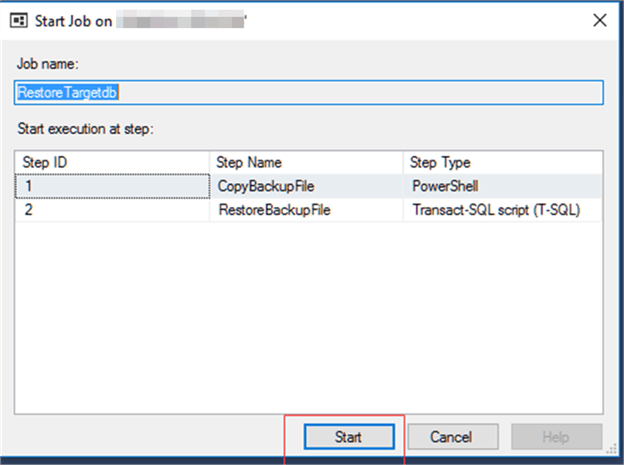 Start Job on
Job name:
RestoreTargetdb
Start execution at step:
Step ID Step Name Step Type
1 CopyBackupFile PowerShell
2 RestoreBackupFile Transact-SQL script (T-SQL)
Start Cancel Help